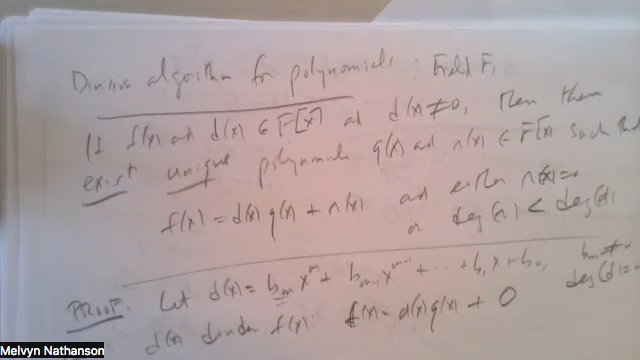 Division algorithm for polynomials: Field F,
If f(x) and d(x) ∈ F[x] and d(x) ≠ 0, then there
exist unique polynomials q(x) and r(x) ∈ F[x] such that
f(x) = d(x) q(x) + r(x) and either r(x) = 0
or deg(r) < deg(d)
PROOF. Let d(x) = b_m x^m + b_{m-1} x^{m-1} + ... + b_1 x + b_0, b_m ≠ 0
deg(d) =
d(x) divides f(x): f(x) = d(x) q(x) + 0
Melvyn Nathanson